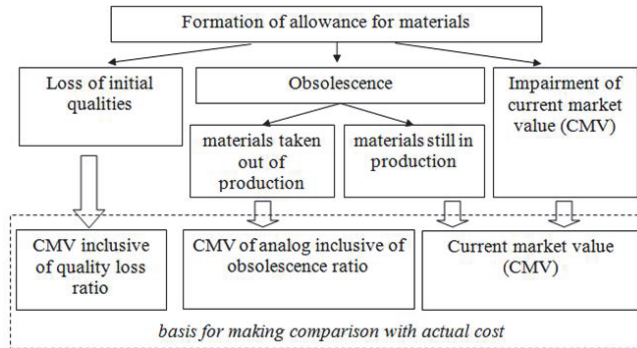 Formation of allowance for materials
Loss of initial
qualities
Obsolescence
Impairment of
current market
value (CMV)
materials taken
out of
production
materials still in
production
CMV inclusive
of quality loss
ratio
CMV of analog inclusive of
obsolescence ratio
Current market value
(CMV)
basis for making comparison with actual cost